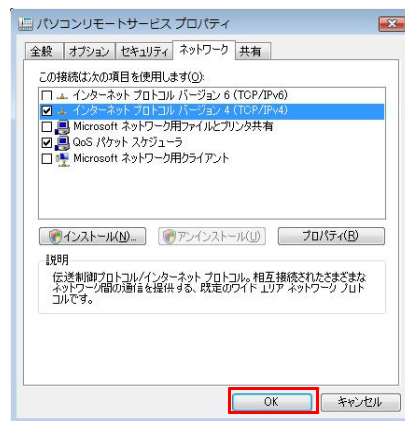 パソコンリモートサービス プロパティ
全般 オプション セキュリティ ネットワーク 共有
この接続は次の項目を使用します(O):
インターネット プロトコル バージョン 6 (TCP/IPv6)
インターネット プロトコル バージョン 4 (TCP/IPv4)
Microsoft ネットワーク用ファイルとプリンタ共有
QoS パケット スケジューラ
Microsoft ネットワーク用クライアント
インストール(N)... アンインストール(U) プロパティ(R)
説明
伝送制御プロトコル/インターネット プロトコル。相互接続されたさまざまな
ネットワーク間の通信を提供する、既定のワイド エリア ネットワーク プロト
コルです。
OK キャンセル